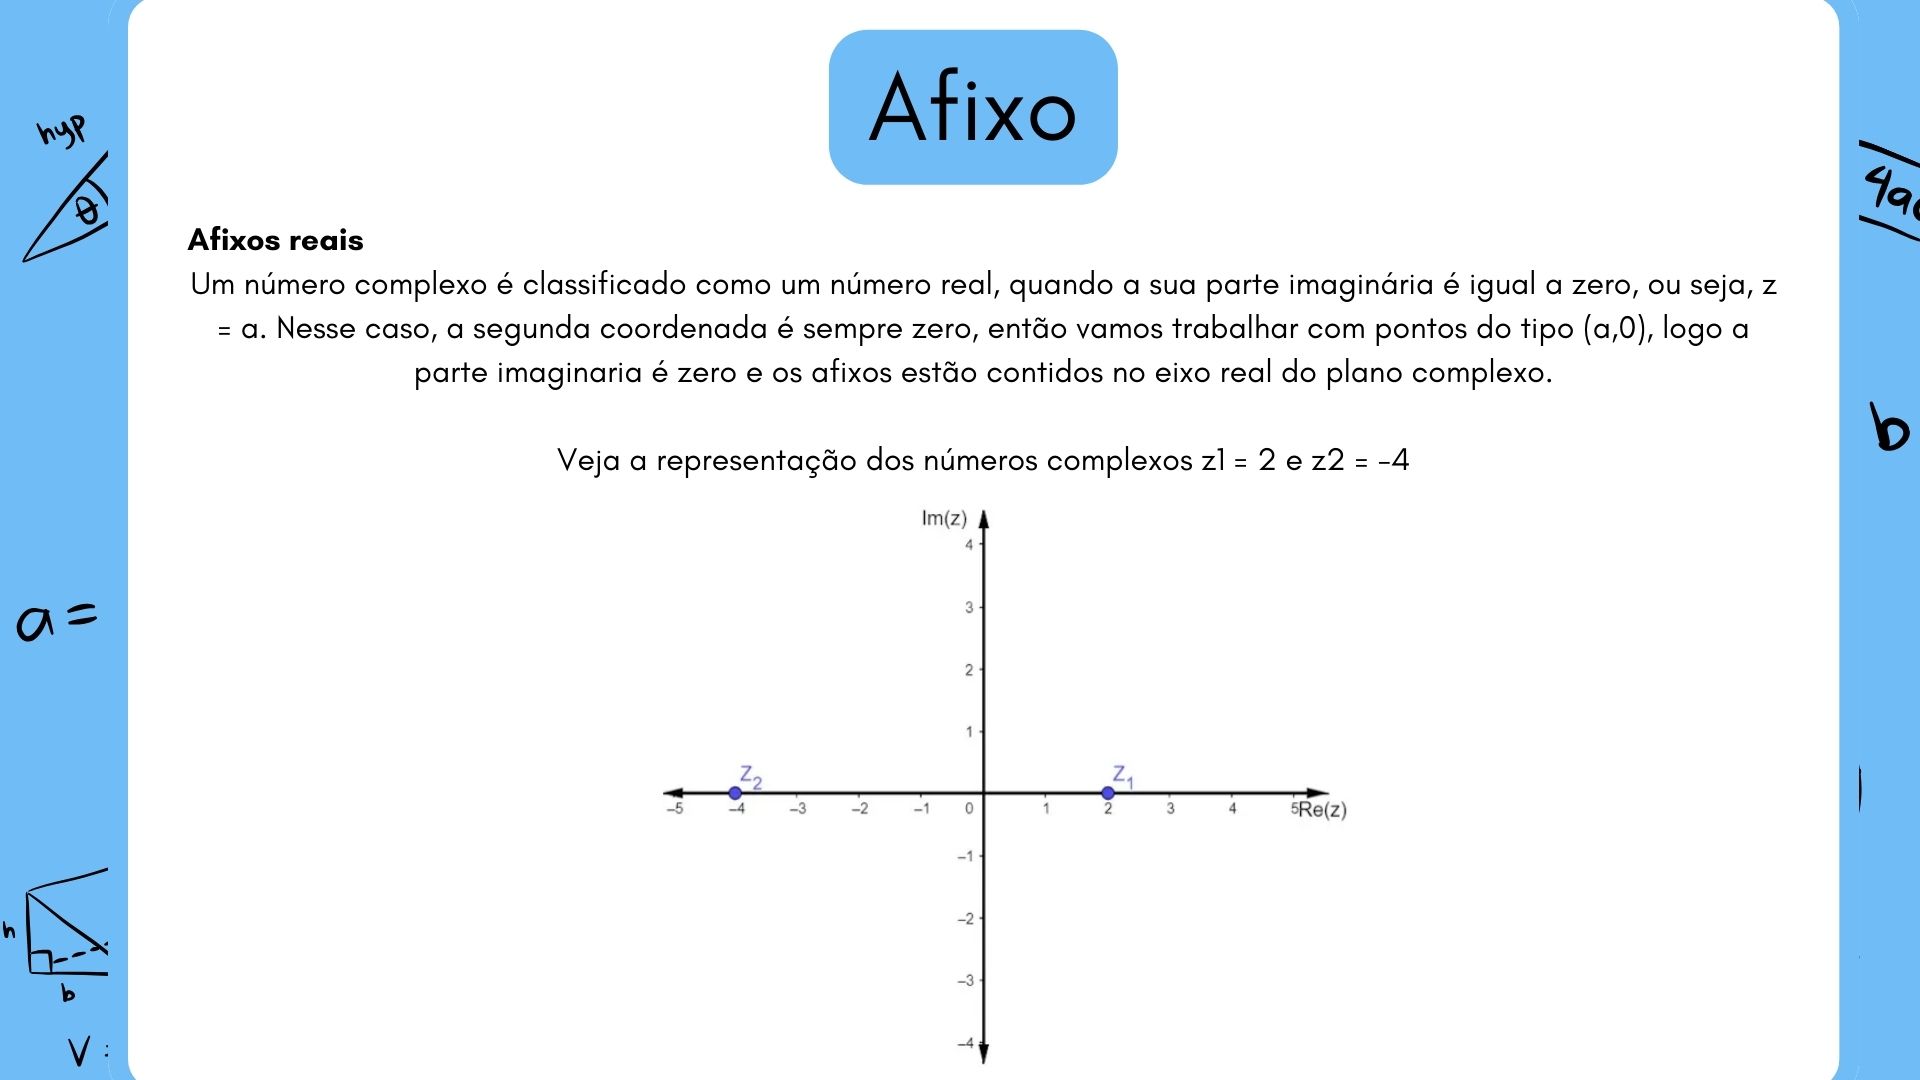 Afixo
hyp
θ
4ac
Afixos reais
Um número complexo é classificado como um número real, quando a sua parte imaginária é igual a zero, ou seja, z
= a. Nesse caso, a segunda coordenada é sempre zero, então vamos trabalhar com pontos do tipo (a,0), logo a
parte imaginaria é zero e os afixos estão contidos no eixo real do plano complexo.
b
Veja a representação dos números complexos z1 = 2 e z2 = -4
Im(z)
4
3
a =
2
1
Z2
Z1
–5 –4 –3 –2 –1 0 1 2 3 4 5 Re(z)
–1
–2
h
–3
b
–4
V